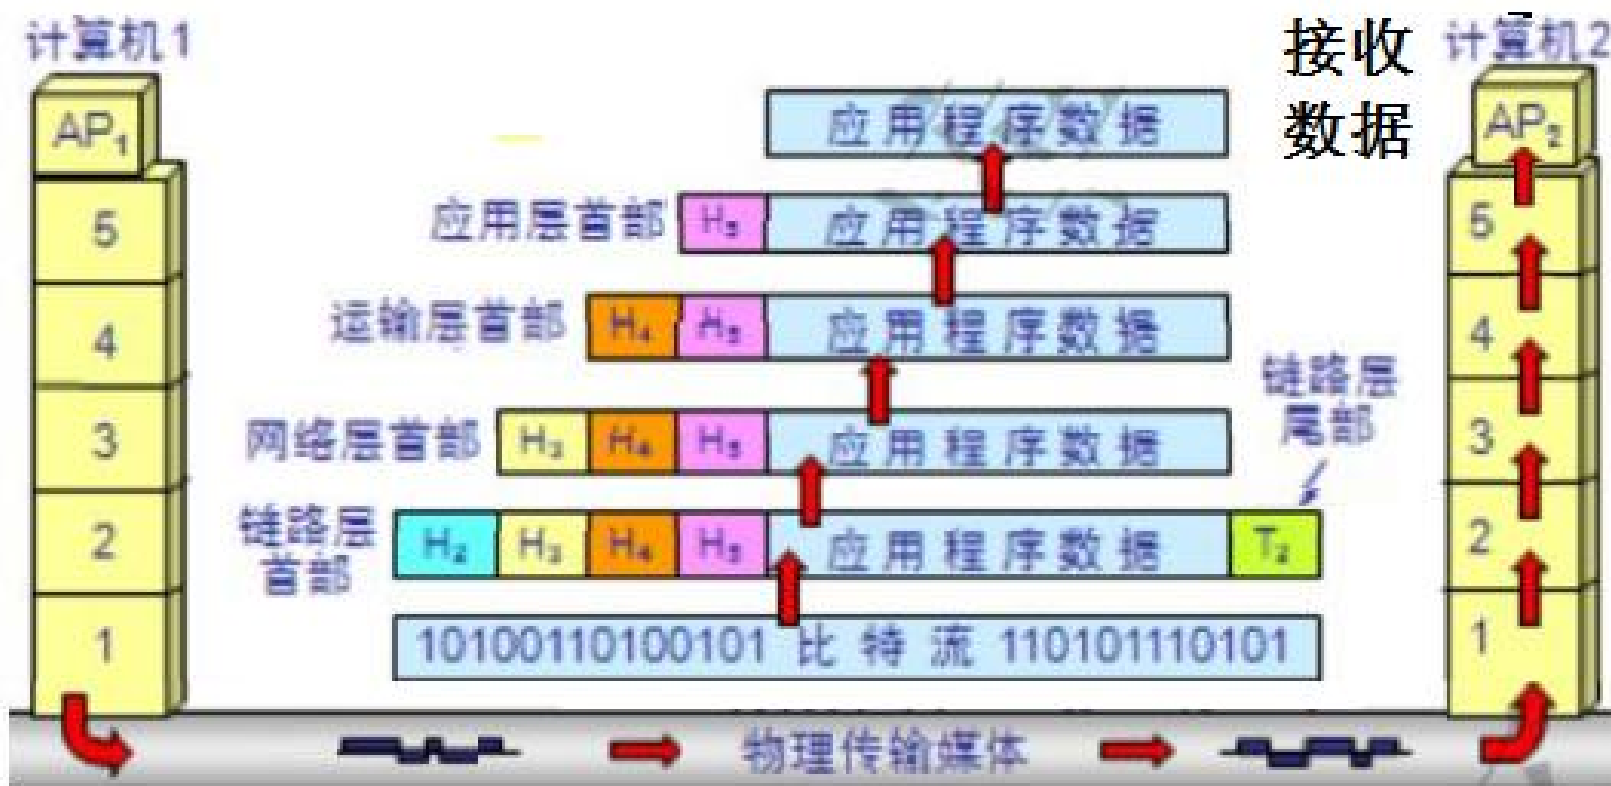 计算机1
接收
数据
计算机2
AP1
AP2
应用程序数据
应用层首部 H5 应用程序数据
运输层首部 H4 H5 应用程序数据
网络层首部 H3 H4 H5 应用程序数据
链路层
尾部
链路层
首部
H2 H3 H4 H5 应用程序数据 T2
10100110100101 比特流 110101110101
5
4
3
2
1
5
4
3
2
1
物理传输媒体